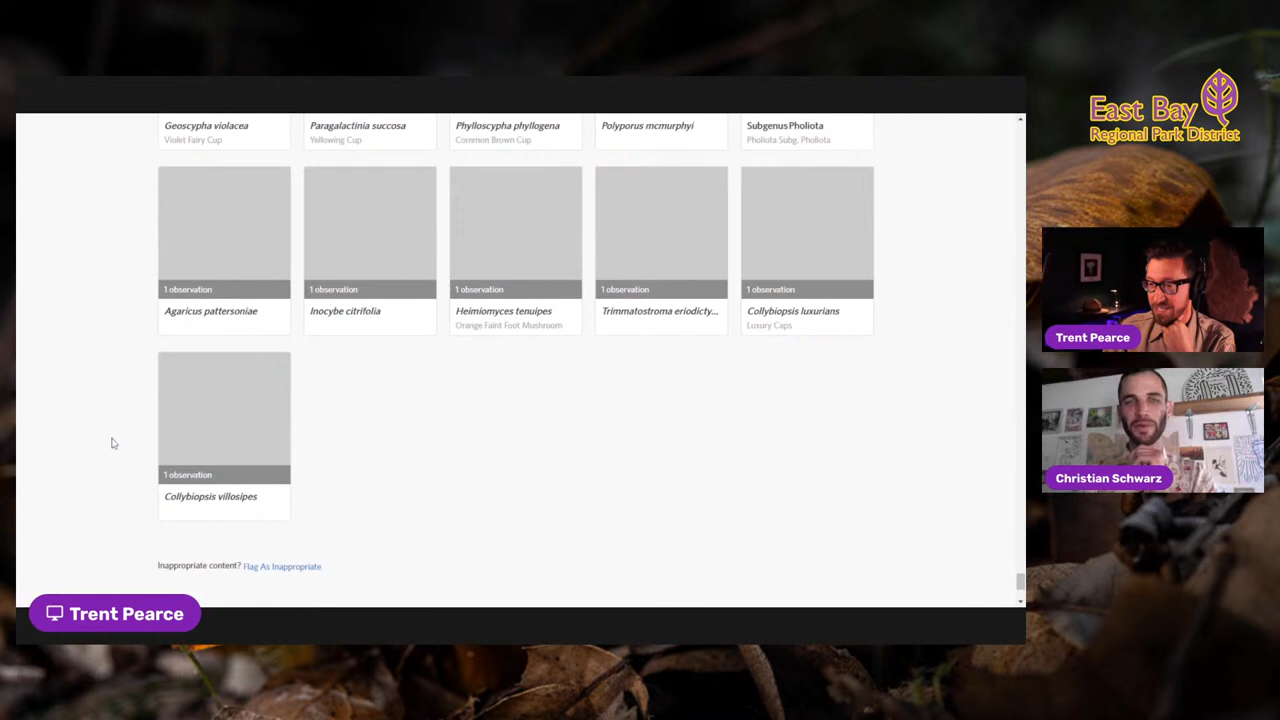 East Bay
Regional Park District
Geoscypha violacea
Violet Fairy Cup
Paragalactinia succosa
Yellowing Cup
Phylloscypha phyllogena
Common Brown Cup
Polyporus mcmurphyi
Subgenus Pholiota
Pholiota Subg. Pholiota
1 observation
Agaricus pattersoniae
1 observation
Inocybe citrifolia
1 observation
Heimiomyces tenuipes
Orange Faint Foot Mushroom
1 observation
Trimmatostroma eriodicty...
1 observation
Collybiopsis luxurians
Luxury Caps
1 observation
Collybiopsis villosipes
Inappropriate content? Flag As Inappropriate
Trent Pearce
Trent Pearce
Christian Schwarz